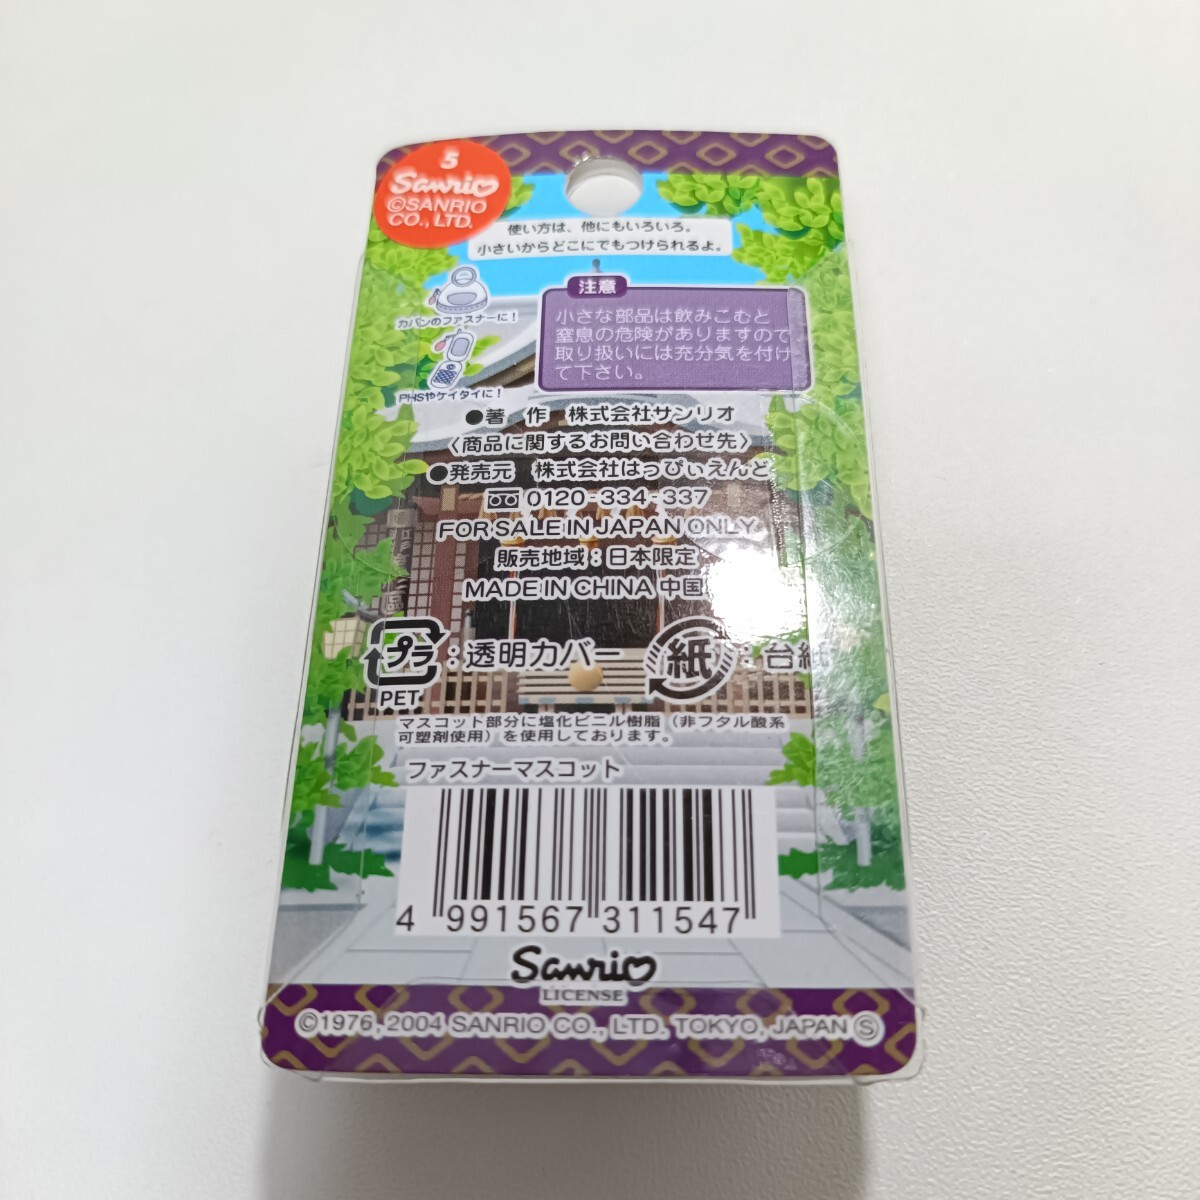 5
Sanrio
©SANRIO
CO., LTD.
使い方は、他にもいろいろ。
小さいからどこにでもつけられるよ。
カバンのファスナーに！
PHSやケイタイに！
注意
小さな部品は飲みこむと
窒息の危険がありますので
取り扱いには充分気を付け
て下さい。
●著　作　株式会社サンリオ
〈商品に関するお問い合わせ先〉
●発売元　株式会社はっぴぃえんど
0120-334-337
FOR SALE IN JAPAN ONLY
販売地域：日本限定
MADE IN CHINA 中国
プラ：透明カバー
PET
紙：台紙
マスコット部分に塩化ビニル樹脂（非フタル酸系
可塑剤使用）を使用しております。
ファスナーマスコット
4 991567 311547
Sanrio
LICENSE
©1976, 2004 SANRIO CO., LTD. TOKYO, JAPAN Ⓢ